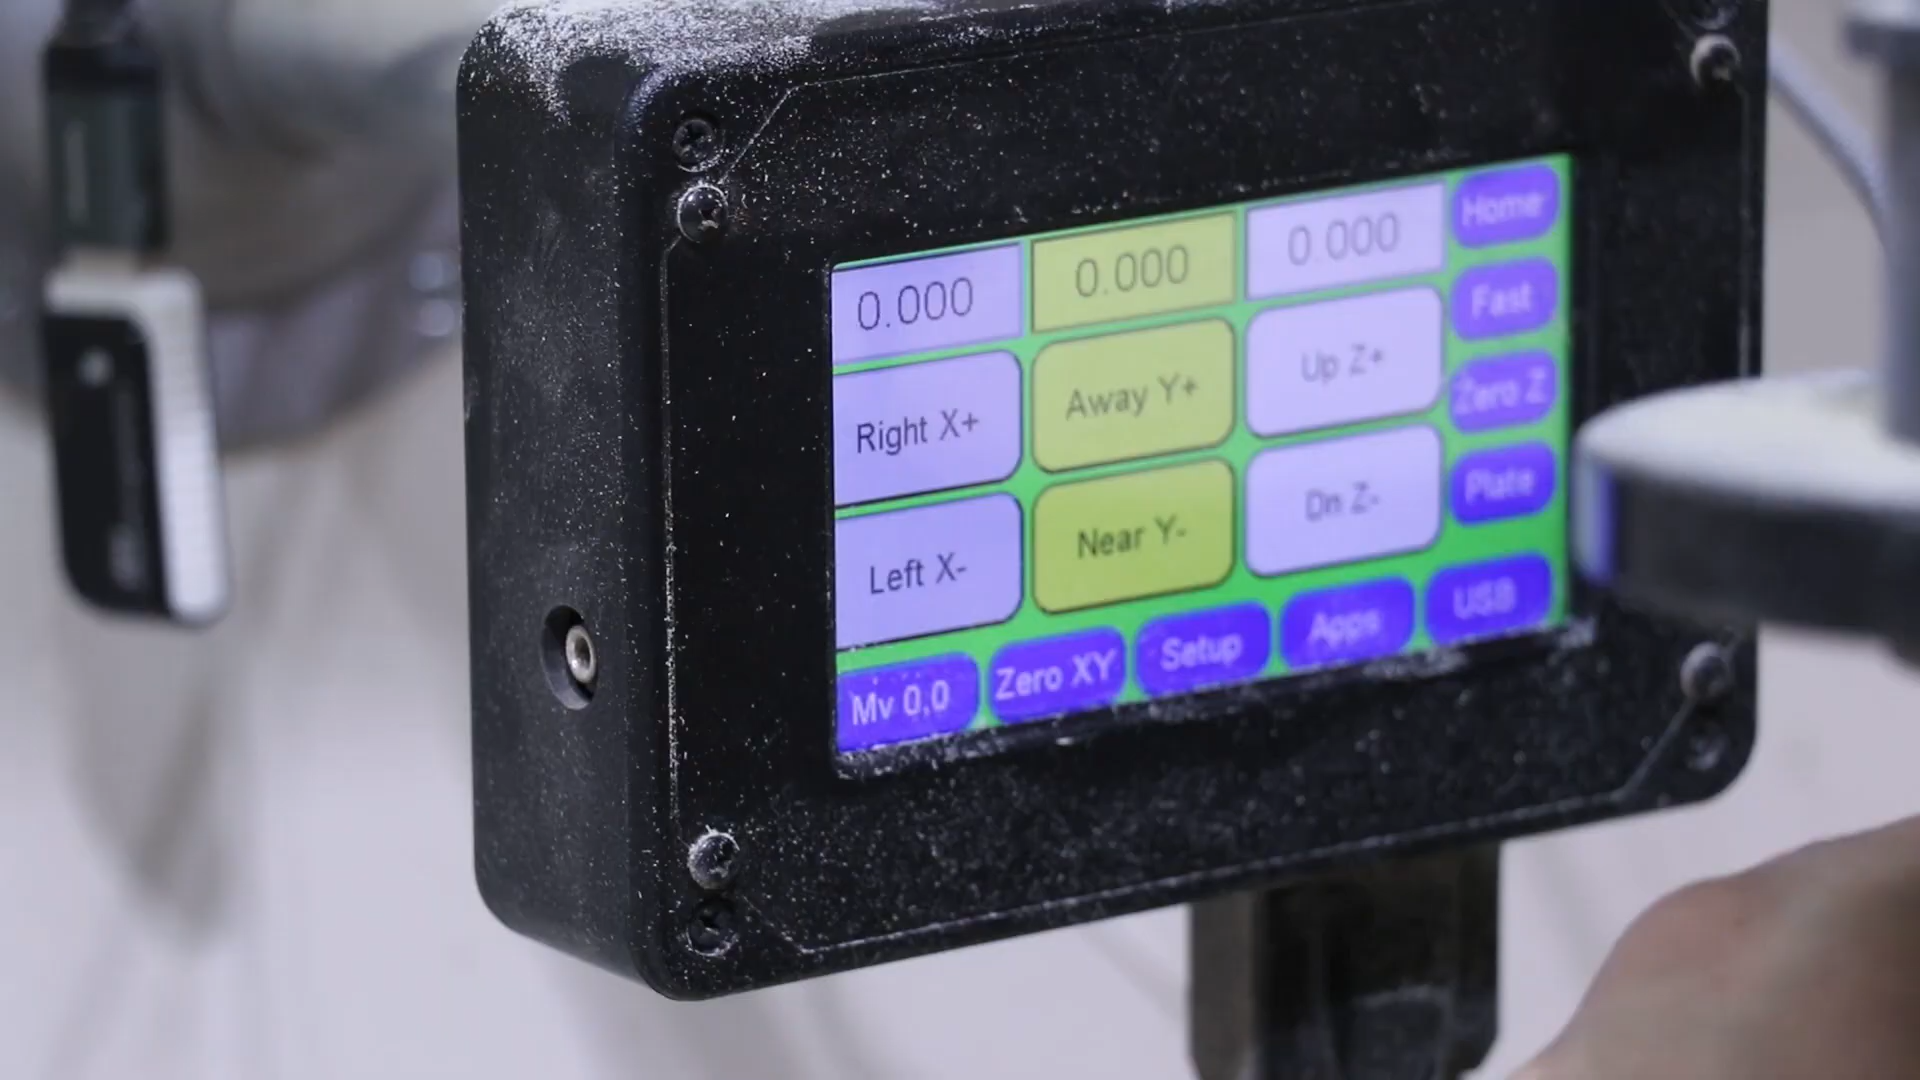 0.000 0.000 0.000 Home
Fast
Right X+ Away Y+ Up Z+
Zero Z
Left X- Near Y- Dn Z- Plate
Mv 0,0 Zero XY Setup Apps USB